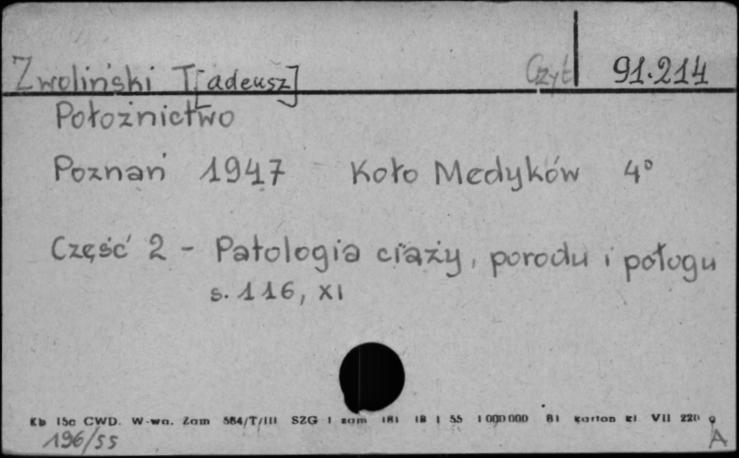 Zwoliński T[adeusz] Czyt 91.214
Położnictwo
Poznań 1947 Koło Medyków 4°
Część 2 - Patologia ciąży, porodu i połogu
s. 116, XI
Kb 15c CWD. W-wa. Zam 584/T/III SZG 1 zam 181 18 1 55 1 000 000 B1 karton kl. VII 220 g
196/55
A